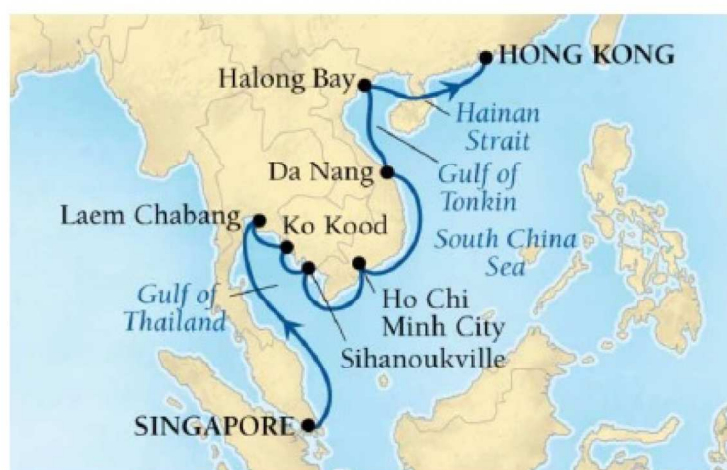 HONG KONG
Halong Bay
Hainan
Strait
Da Nang
Gulf of
Tonkin
Laem Chabang
Ko Kood
South China
Sea
Gulf of
Thailand
Ho Chi
Minh City
Sihanoukville
SINGAPORE